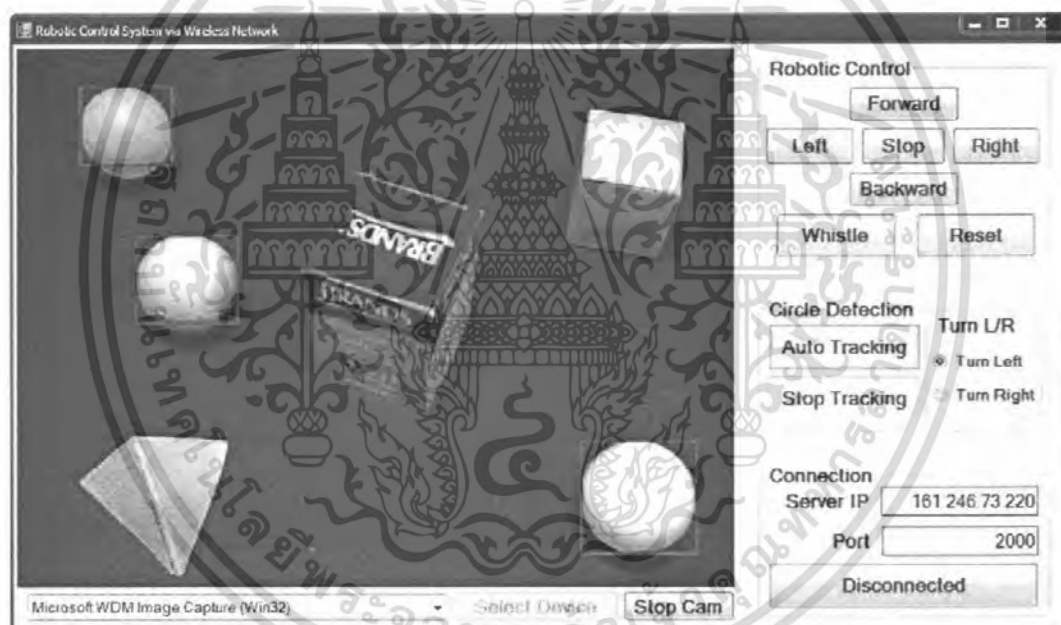 Robotic Control System via Wireless Network
BRANDS
BRANDS
Robotic Control
Forward
Left Stop Right
Backward
Whistle Reset
Circle Detection
Turn L/R
Auto Tracking
Turn Left
Stop Tracking
Turn Right
Connection
Server IP 161.246.73.220
Port 2000
Disconnected
Microsoft WDM Image Capture (Win32) Select Device Stop Cam